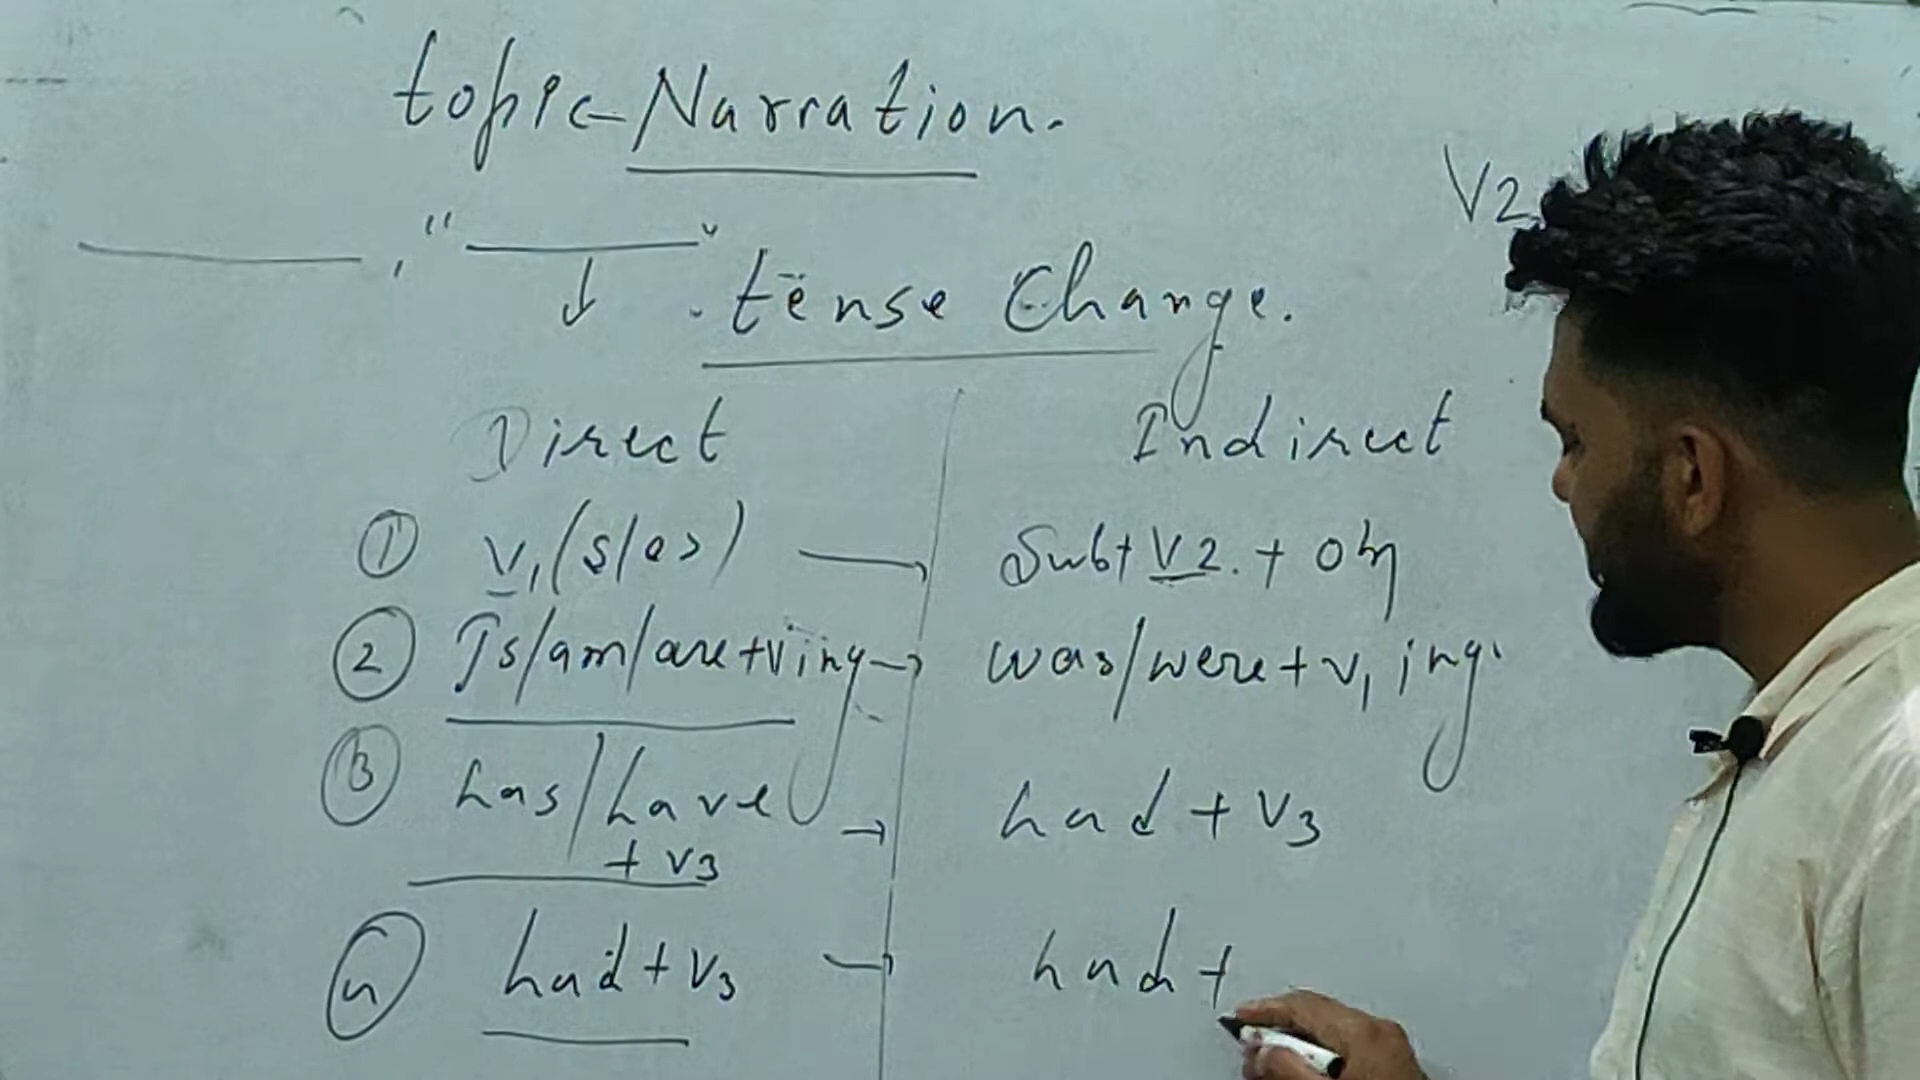 topic - Narration.
V2
, " "
↓ tense Change.
Direct Indirect
① V1(s/es) → Sub + V2. + Obj
② Is/am/are + Ving → was/were + V1 ing.
③ has/have + V3 → had + V3
④ had + V3 → had +